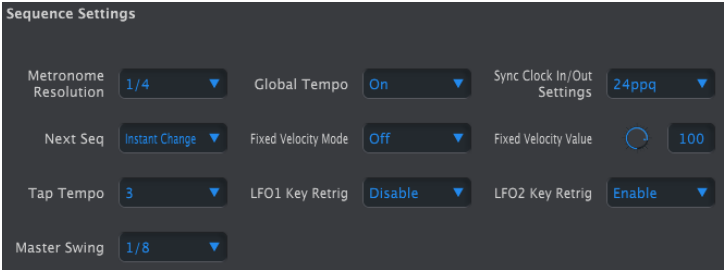 Sequence Settings
Metronome
Resolution
1/4
Global Tempo
On
Sync Clock In/Out
Settings
24ppq
Next Seq
Instant Change
Fixed Velocity Mode
Off
Fixed Velocity Value
100
Tap Tempo
3
LFO1 Key Retrig
Disable
LFO2 Key Retrig
Enable
Master Swing
1/8